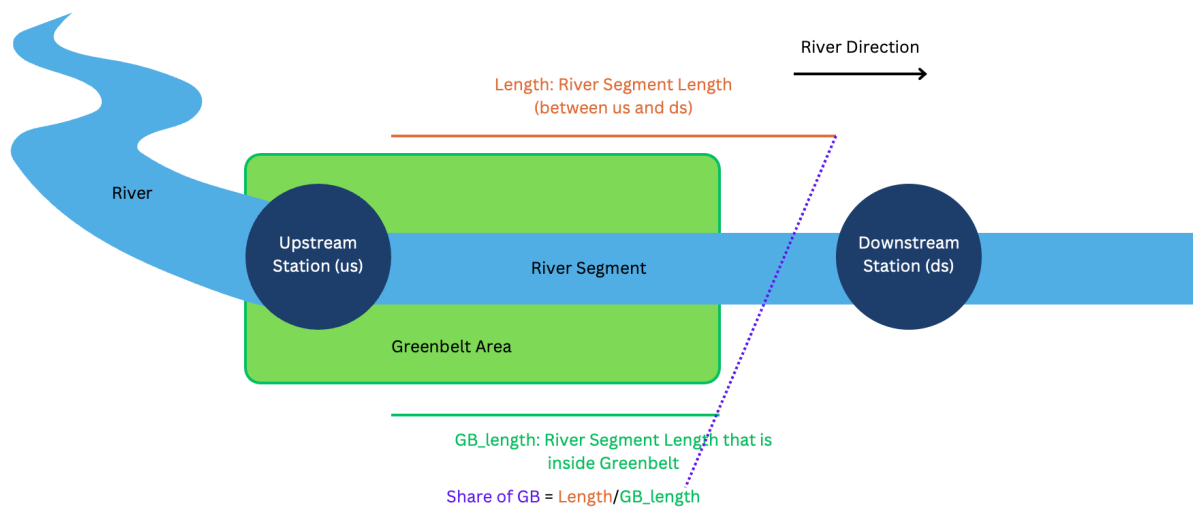 River Direction
Length: River Segment Length
(between us and ds)
River
Upstream
Station (us)
River Segment
Downstream
Station (ds)
Greenbelt Area
GB_length: River Segment Length that is
inside Greenbelt
Share of GB = Length/GB_length